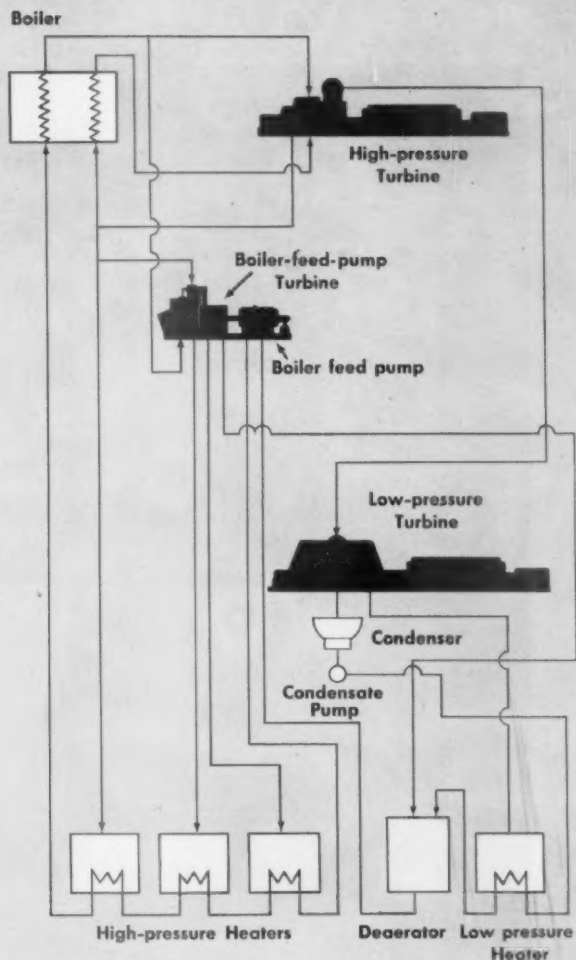 Boiler
High-pressure
Turbine
Boiler-feed-pump
Turbine
Boiler feed pump
Low-pressure
Turbine
Condenser
Condensate
Pump
High-pressure Heaters
Deaerator
Low pressure
Heater